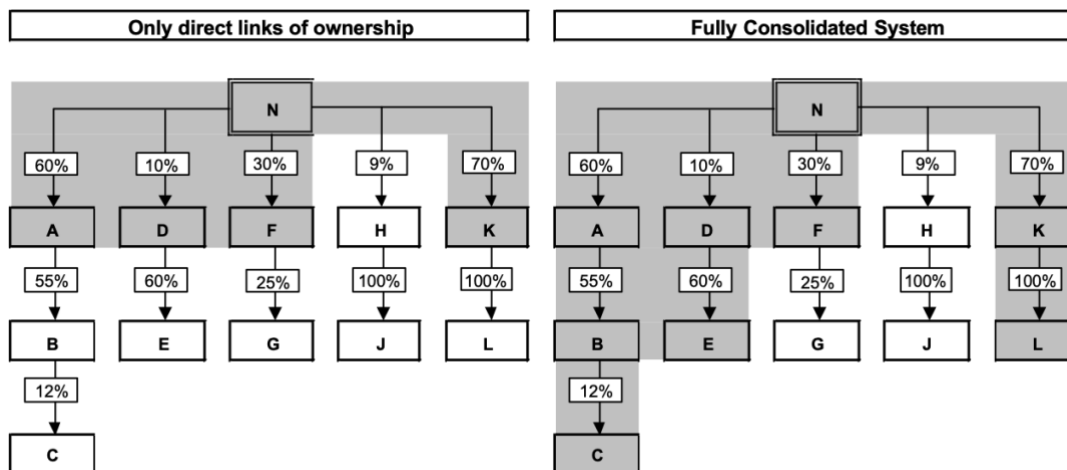 Only direct links of ownership
Fully Consolidated System
N
60% 10% 30% 9% 70%
A D F H K
55% 60% 25% 100% 100%
B E G J L
12%
C
N
60% 10% 30% 9% 70%
A D F H K
55% 60% 25% 100% 100%
B E G J L
12%
C